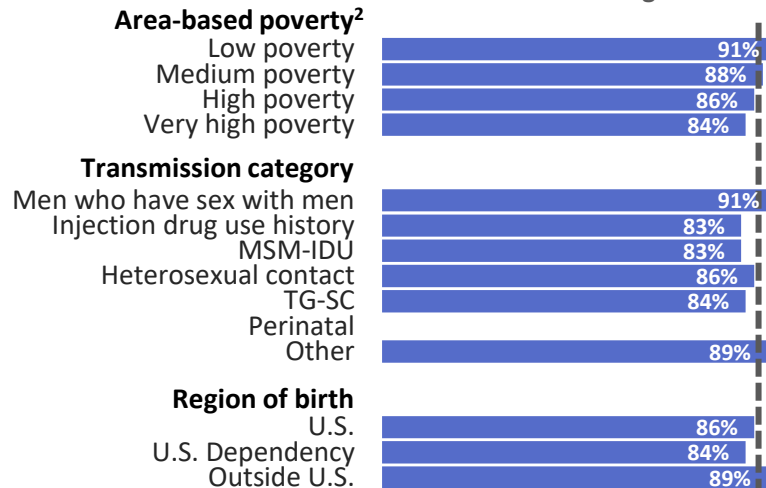 Area-based poverty²
Low poverty 91%
Medium poverty 88%
High poverty 86%
Very high poverty 84%
Transmission category
Men who have sex with men 91%
Injection drug use history 83%
MSM-IDU 83%
Heterosexual contact 86%
TG-SC 84%
Perinatal
Other 89%
Region of birth
U.S. 86%
U.S. Dependency 84%
Outside U.S. 89%